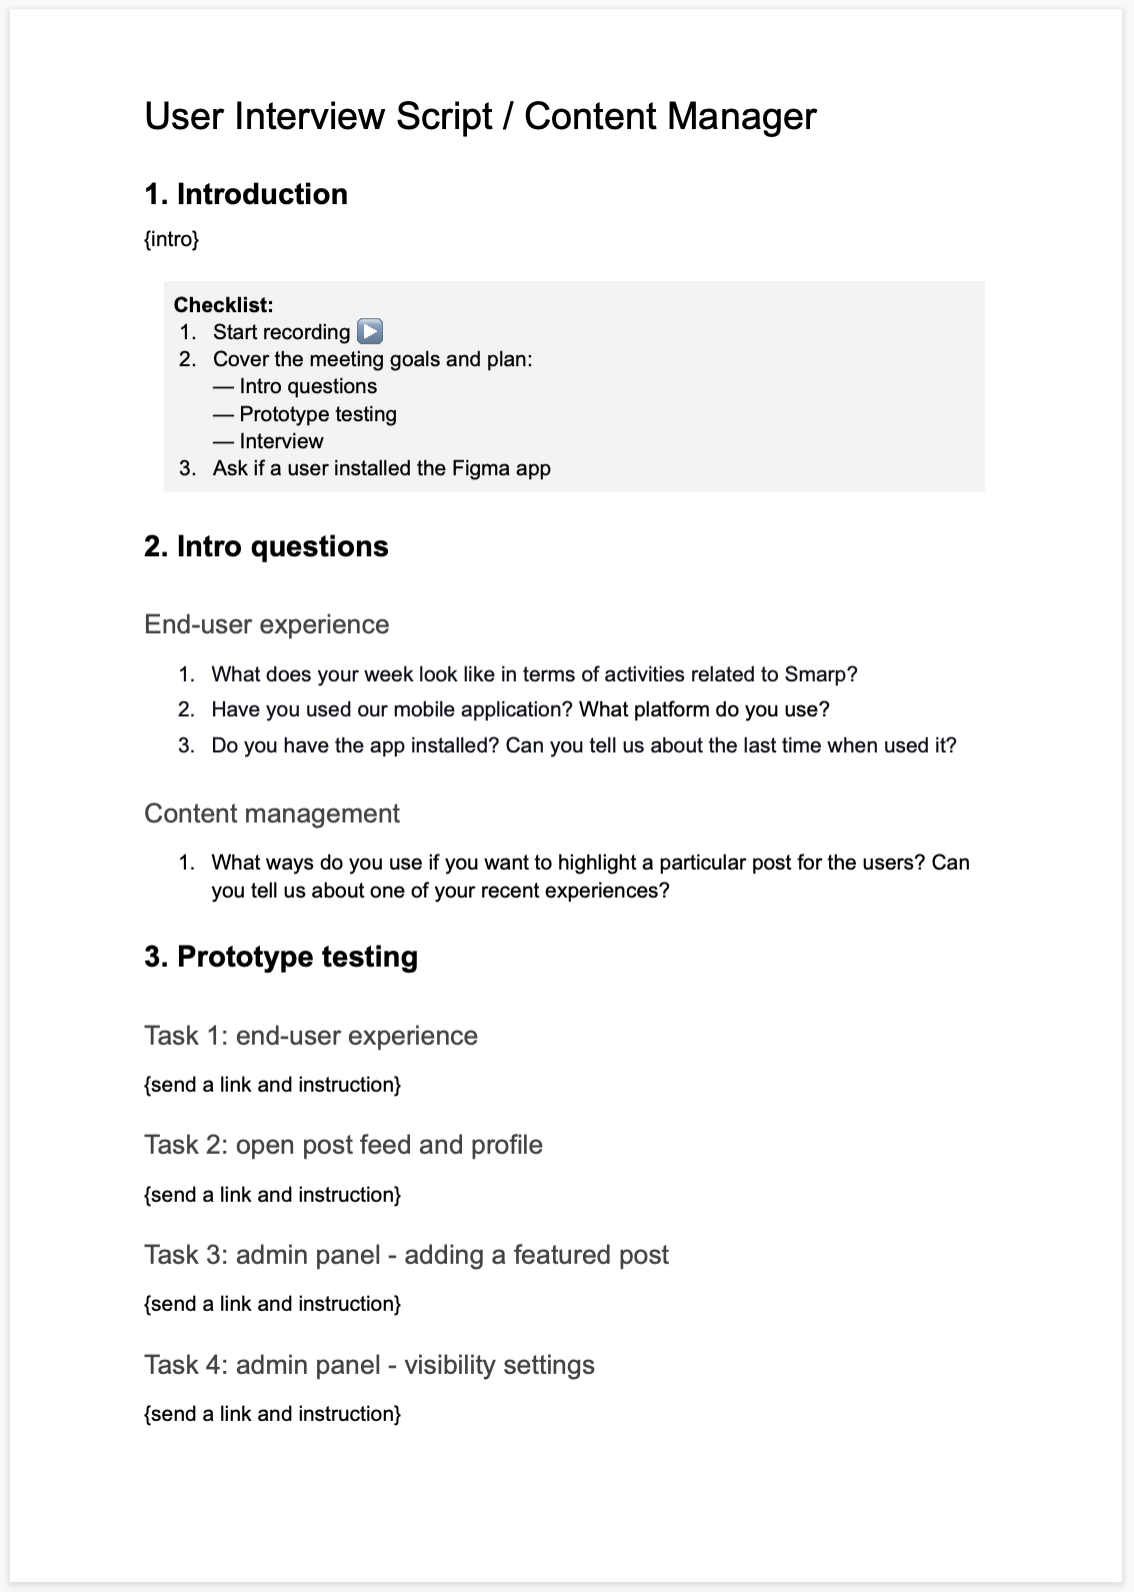 User Interview Script / Content Manager
1. Introduction
{intro}
Checklist:
1. Start recording ▶️
2. Cover the meeting goals and plan:
— Intro questions
— Prototype testing
— Interview
3. Ask if a user installed the Figma app
2. Intro questions
End-user experience
1. What does your week look like in terms of activities related to Smarp?
2. Have you used our mobile application? What platform do you use?
3. Do you have the app installed? Can you tell us about the last time when used it?
Content management
1. What ways do you use if you want to highlight a particular post for the users? Can
you tell us about one of your recent experiences?
3. Prototype testing
Task 1: end-user experience
{send a link and instruction}
Task 2: open post feed and profile
{send a link and instruction}
Task 3: admin panel - adding a featured post
{send a link and instruction}
Task 4: admin panel - visibility settings
{send a link and instruction}